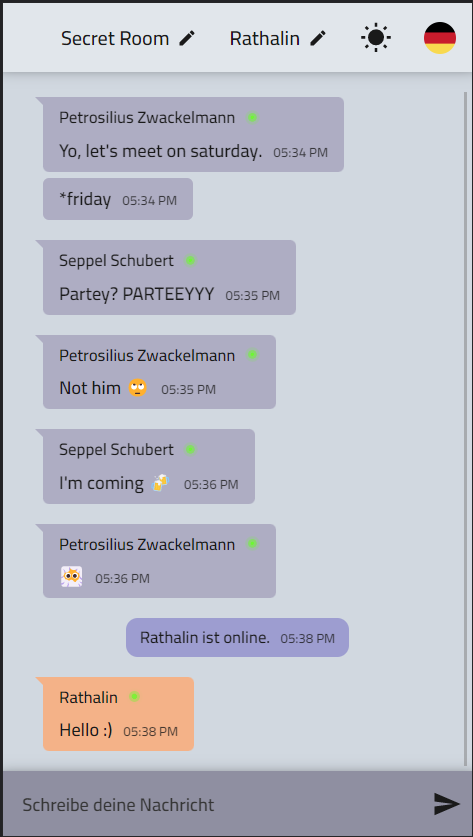 Secret Room Rathalin
Petrosilius Zwackelmann
Yo, let's meet on saturday. 05:34 PM
*friday 05:34 PM
Seppel Schubert
Partey? PARTEEYYY 05:35 PM
Petrosilius Zwackelmann
Not him 🙄 05:35 PM
Seppel Schubert
I'm coming 🍻 05:36 PM
Petrosilius Zwackelmann
05:36 PM
Rathalin ist online. 05:38 PM
Rathalin
Hello :) 05:38 PM
Schreibe deine Nachricht